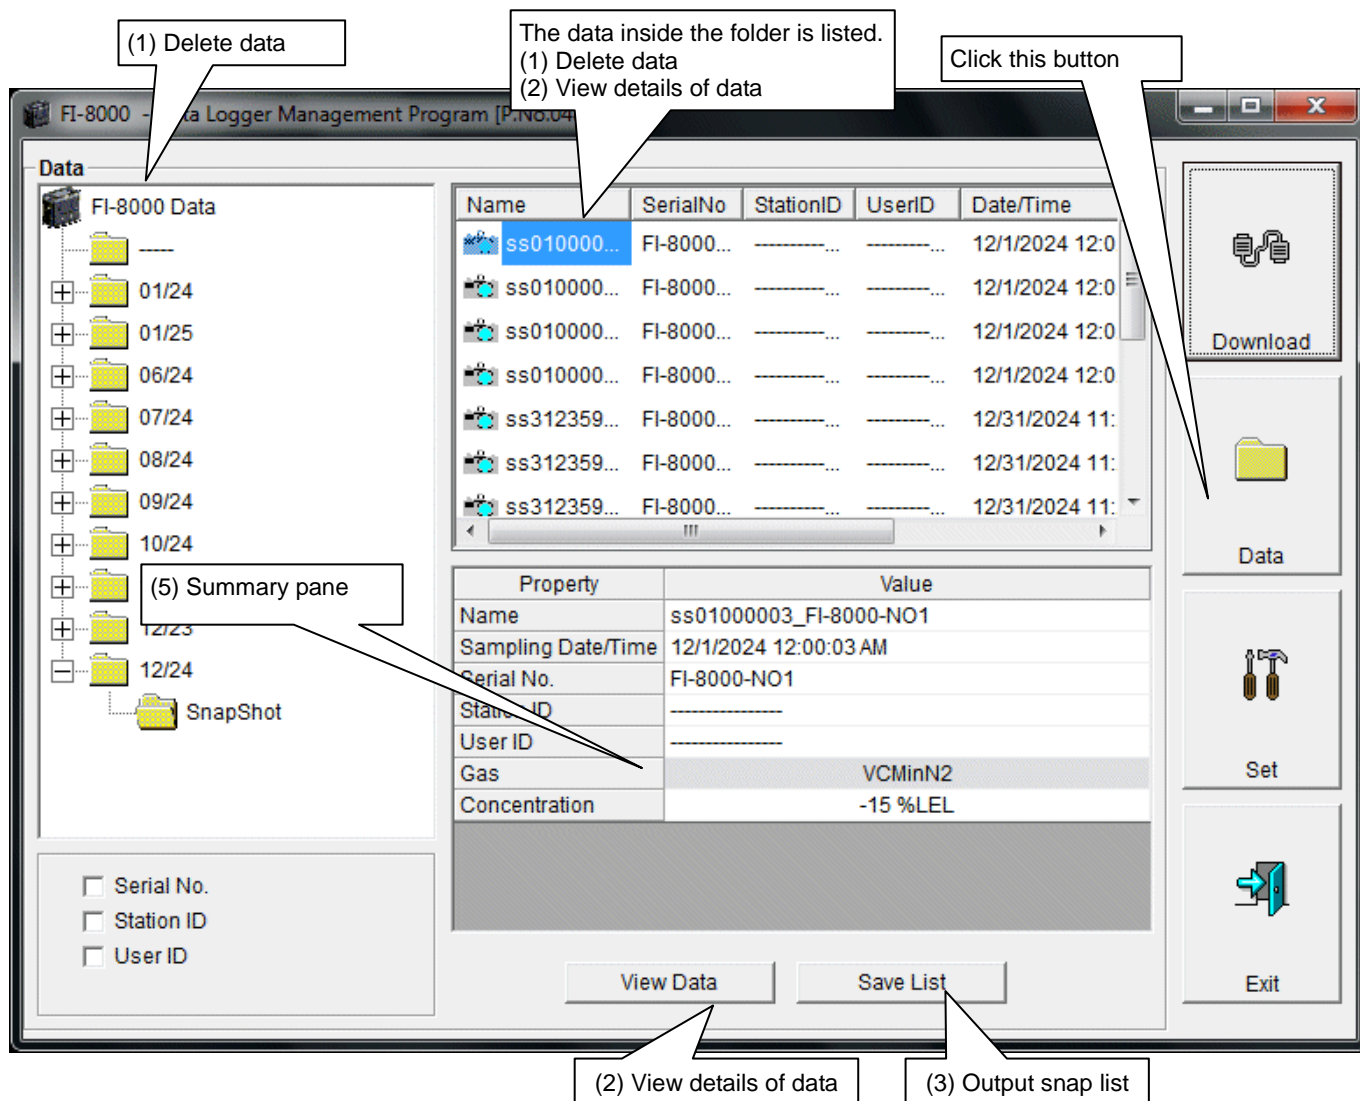 (1) Delete data
The data inside the folder is listed.
(1) Delete data
(2) View details of data
Click this button
FI-8000 - Data Logger Management Program [P.No.04
Data
FI-8000 Data
-----
01/24
01/25
06/24
07/24
08/24
09/24
10/24
12/23
12/24
SnapShot
Name SerialNo StationID UserID Date/Time
ss010000... FI-8000... ----------... ---------... 12/1/2024 12:0
ss010000... FI-8000... ----------... ---------... 12/1/2024 12:0
ss010000... FI-8000... ----------... ---------... 12/1/2024 12:0
ss010000... FI-8000... ----------... ---------... 12/1/2024 12:0
ss312359... FI-8000... ----------... ---------... 12/31/2024 11:
ss312359... FI-8000... ----------... ---------... 12/31/2024 11:
ss312359... FI-8000... ----------... ---------... 12/31/2024 11:
(5) Summary pane
Property Value
Name ss01000003_FI-8000-NO1
Sampling Date/Time 12/1/2024 12:00:03 AM
Serial No. FI-8000-NO1
Station ID ----------------
User ID ----------------
Gas VCMinN2
Concentration -15 %LEL
Serial No.
Station ID
User ID
View Data Save List
Download
Data
Set
Exit
(2) View details of data
(3) Output snap list